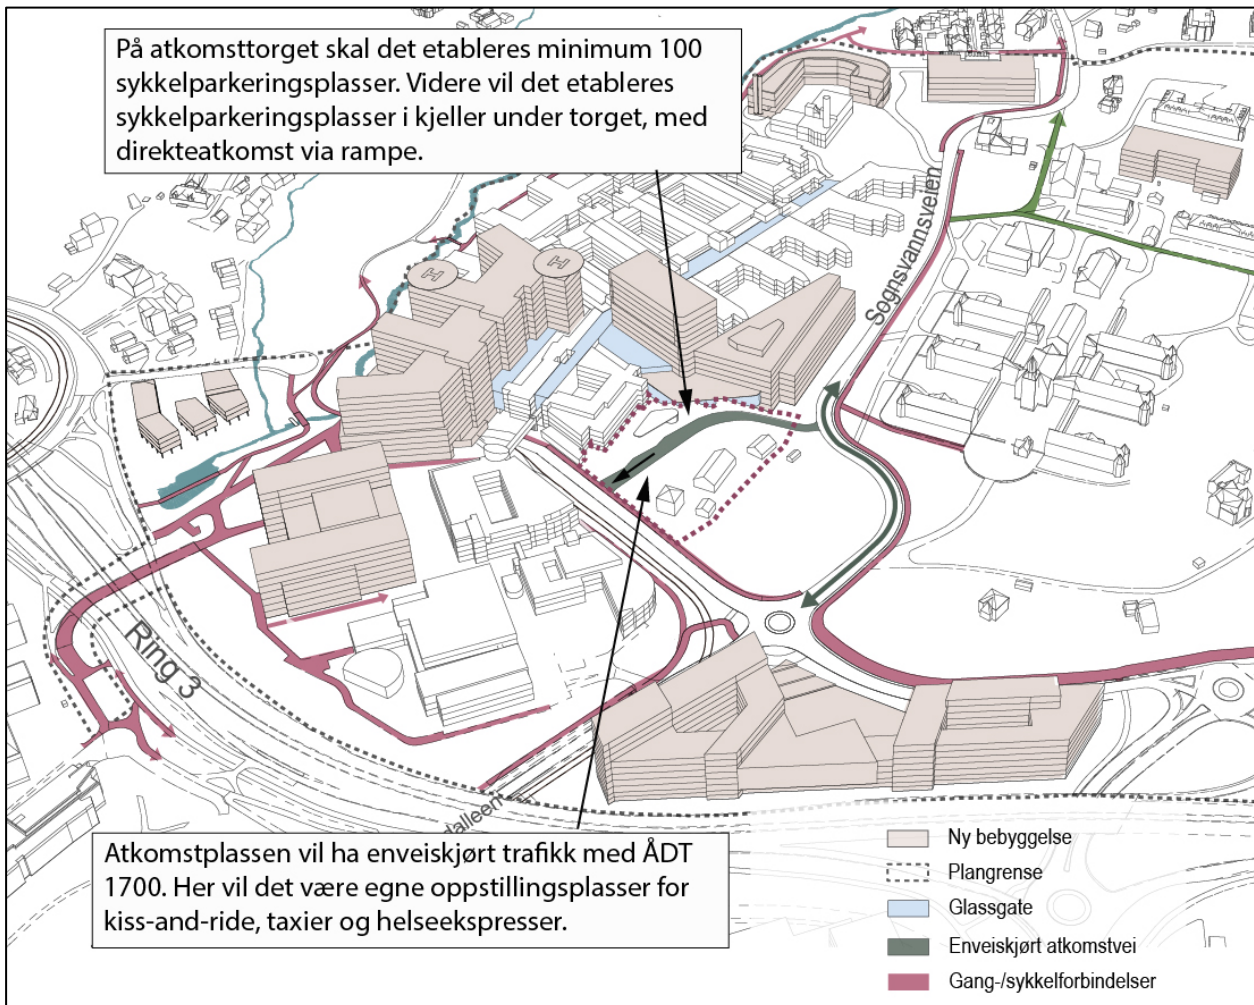 På atkomsttorget skal det etableres minimum 100
sykkelparkeringsplasser. Videre vil det etableres
sykkelparkeringsplasser i kjeller under torget, med
direkteatkomst via rampe.
Sognsvannsveien
H
H
Ring 3
dalleen
Atkomstplassen vil ha enveiskjørt trafikk med ÅDT
1700. Her vil det være egne oppstillingsplasser for
kiss-and-ride, taxier og helseekspresser.
Ny bebyggelse
Plangrense
Glassgate
Enveiskjørt atkomstvei
Gang-/sykkelforbindelser